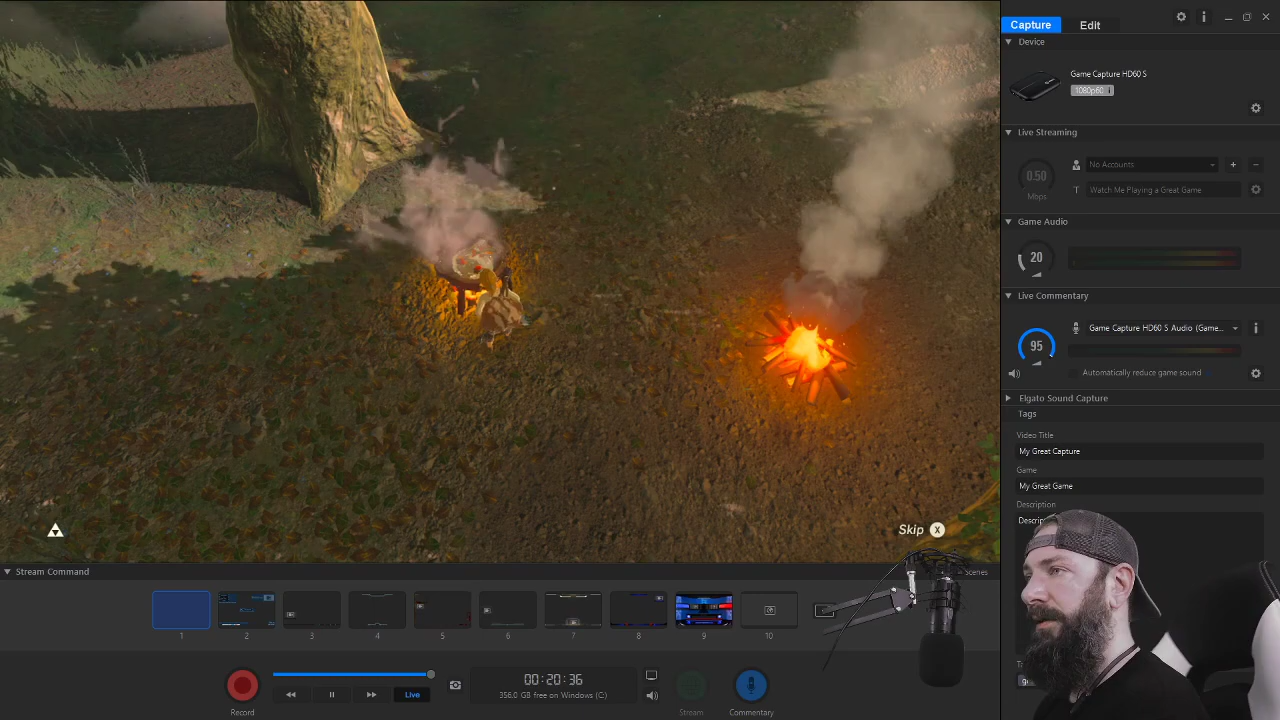 Capture
Edit
Device
Game Capture HD60 S
1080p60
Live Streaming
0.50
Mbps
No Accounts
Watch Me Playing a Great Game
Game Audio
20
Live Commentary
95
Game Capture HD60 S Audio (Game...
Automatically reduce game sound
Elgato Sound Capture
Tags
Video Title
My Great Capture
Game
My Great Game
Description
Skip X
Stream Command
Scenes
1 2 3 4 5 6 7 8 9 10
Record
Live
00:20:36
356.0 GB free on Windows (C:)
Stream
Commentary